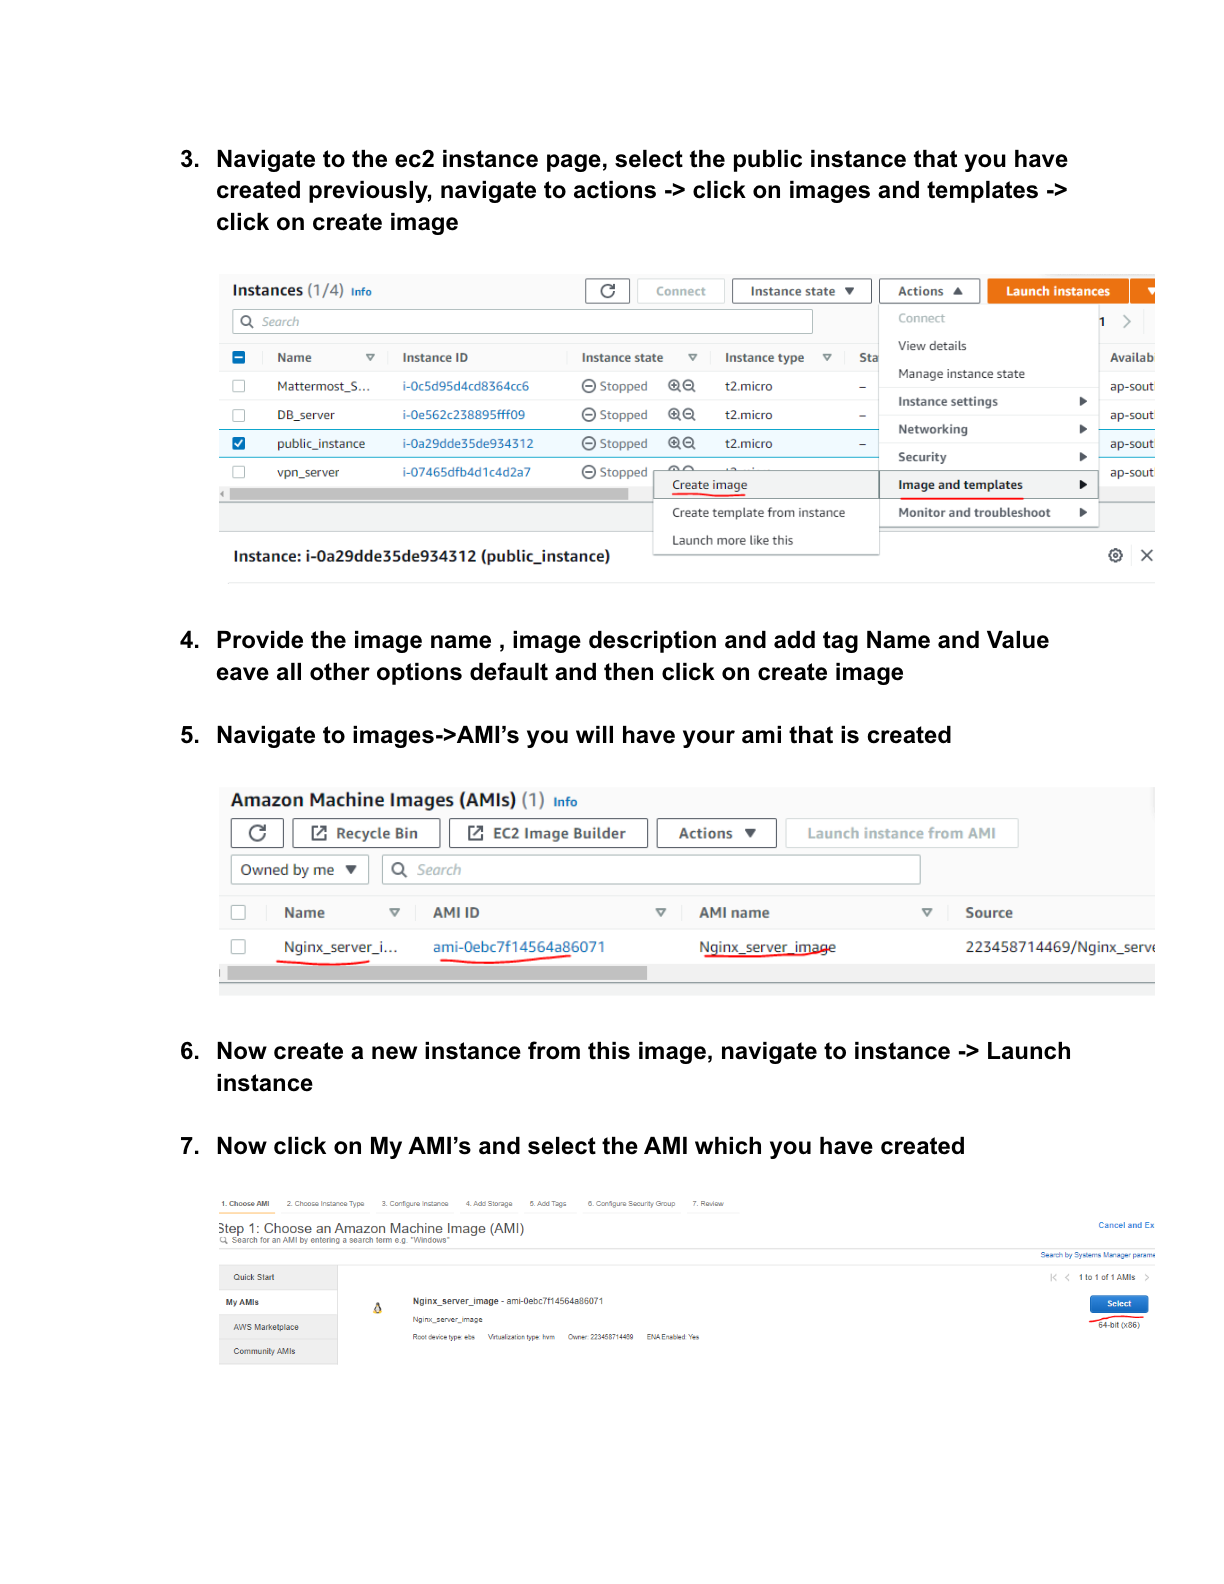 3. Navigate to the ec2 instance page, select the public instance that you have
created previously, navigate to actions -> click on images and templates ->
click on create image
Instances (1/4) Info
Connect
Instance state
Actions
Launch instances
Search
Connect
1
View details
Name
Instance ID
Instance state
Instance type
Sta
Availab
Manage instance state
Mattermost_S...
i-0c5d95d4cd8364cc6
Stopped
t2.micro
–
ap-sout
Instance settings
DB_server
i-0e562c238895fff09
Stopped
t2.micro
–
ap-sout
Networking
public_instance
i-0a29dde35de934312
Stopped
t2.micro
–
ap-sout
Security
vpn_server
i-07465dfb4d1c4d2a7
Stopped
ap-sout
Create image
Image and templates
Create template from instance
Monitor and troubleshoot
Launch more like this
Instance: i-0a29dde35de934312 (public_instance)
4. Provide the image name , image description and add tag Name and Value
eave all other options default and then click on create image
5. Navigate to images->AMI’s you will have your ami that is created
Amazon Machine Images (AMIs) (1) Info
Recycle Bin
EC2 Image Builder
Actions
Launch instance from AMI
Owned by me
Search
Name
AMI ID
AMI name
Source
Nginx_server_i...
ami-0ebc7f14564a86071
Nginx_server_image
223458714469/Nginx_serve
6. Now create a new instance from this image, navigate to instance -> Launch
instance
7. Now click on My AMI’s and select the AMI which you have created
1. Choose AMI 2. Choose Instance Type 3. Configure Instance 4. Add Storage 5. Add Tags 6. Configure Security Group 7. Review
Step 1: Choose an Amazon Machine Image (AMI)
Cancel and Ex
Search for an AMI by entering a search term e.g. "Windows"
Search by Systems Manager parame
Quick Start
1 to 1 of 1 AMIs
My AMIs
Nginx_server_image - ami-0ebc7f14564a86071
Select
Nginx_server_image
AWS Marketplace
64-bit (x86)
Root device type: ebs Virtualization type: hvm Owner: 223458714469 ENA Enabled: Yes
Community AMIs